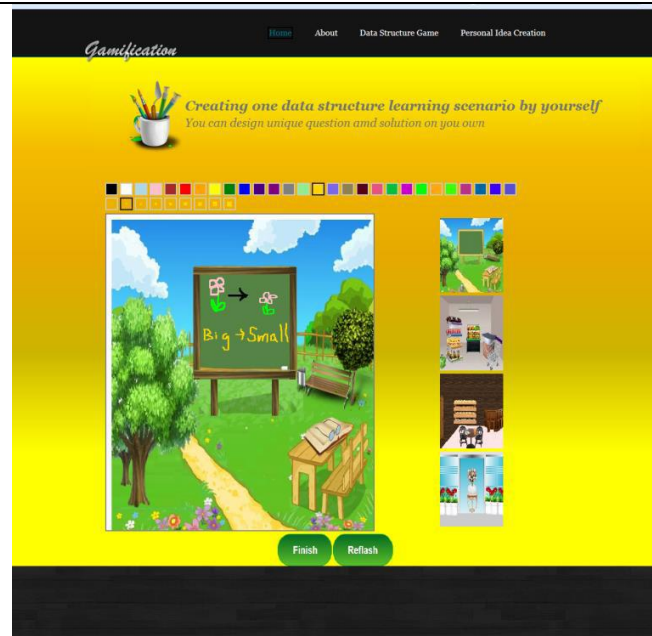 Home About Data Structure Game Personal Idea Creation
Gamification
Creating one data structure learning scenario by yourself
You can design unique question amd solution on you own
Big → Small
Finish Reflash